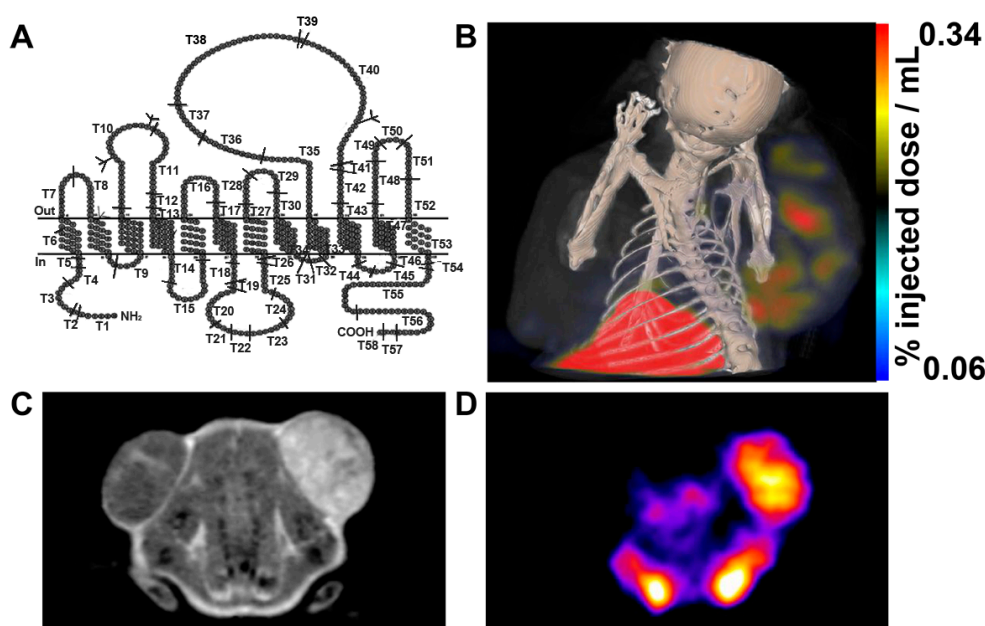 A
T39
T38
T40
T37
T36
T10
T50
T35
T49
T51
T11
T41
T28
T29
T48
T7
T8
T16
T42
T12
T17
T27
T30
T43
T52
Out
T13
T47
T6
T53
In
T5
T34
T33
T46
T54
T4
T9
T14
T18
T26
T32
T44
T45
T25
T31
T3
T19
T55
T15
T20
T24
T2
T1
NH₂
T56
T21
T22
T23
COOH
T58
T57
B
0.34
% injected dose / mL
0.06
C
D